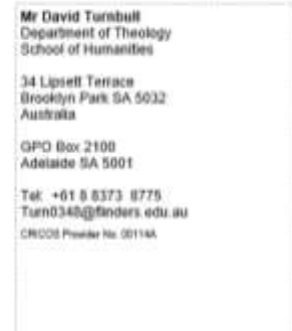 Mr David Turnbull
Department of Theology
School of Humanities
34 Lipsett Terrace
Brooklyn Park SA 5032
Australia
GPO Box 2100
Adelaide SA 5001
Tel: +61 8 8373 8775
Turn0348@flinders.edu.au
CRICOS Provider No. 00114A